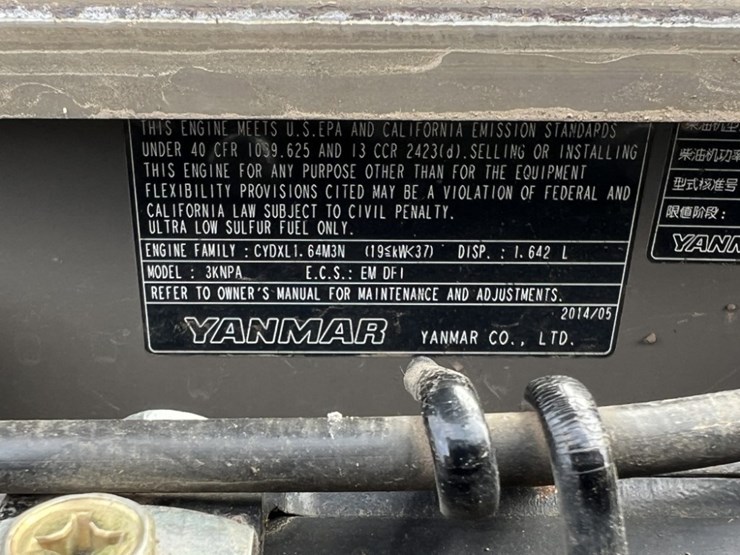 THIS ENGINE MEETS U.S.EPA AND CALIFORNIA EMISSION STANDARDS
UNDER 40 CFR 1039.625 AND 13 CCR 2423(d).SELLING OR INSTALLING
THIS ENGINE FOR ANY PURPOSE OTHER THAN FOR THE EQUIPMENT
FLEXIBILITY PROVISIONS CITED MAY BE A VIOLATION OF FEDERAL AND
CALIFORNIA LAW SUBJECT TO CIVIL PENALTY.
ULTRA LOW SULFUR FUEL ONLY.
ENGINE FAMILY : CYDXL1.64M3N (19≤kW<37) DISP. : 1.642 L
MODEL : 3KNPA E.C.S.: EM DFI
REFER TO OWNER'S MANUAL FOR MAINTENANCE AND ADJUSTMENTS.
2014/05
YANMAR YANMAR CO., LTD.
柴油机功率
型式核准号
限值阶段：
YANM